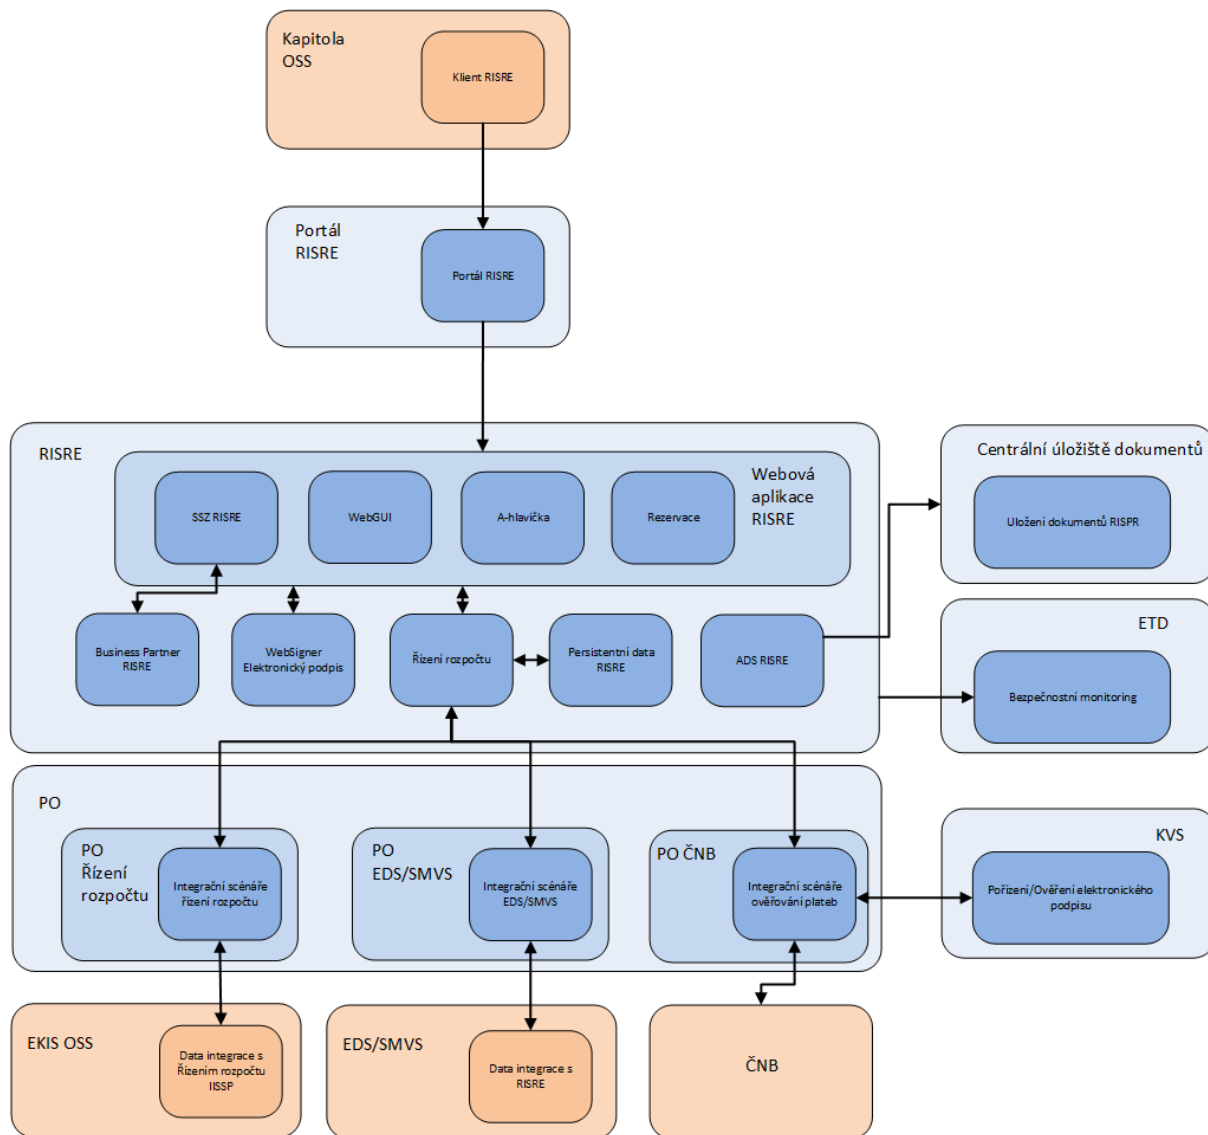 Kapitola
OSS
Klient RISRE
Portál
RISRE
Portál RISRE
RISRE
Webová
aplikace
RISRE
SSZ RISRE
WebGUI
A-hlavička
Rezervace
Business Partner
RISRE
WebSigner
Elektronický podpis
Řízení rozpočtu
Persistentní data
RISRE
ADS RISRE
Centrální úložiště dokumentů
Uložení dokumentů RISPR
ETD
Bezpečnostní monitoring
PO
PO
Řízení
rozpočtu
Integrační scénáře
řízení rozpočtu
PO
EDS/SMVS
Integrační scénáře
EDS/SMVS
PO ČNB
Integrační scénáře
ověřování plateb
KVS
Pořízení/Ověření elektronického
podpisu
EKIS OSS
Data integrace s
Řízením rozpočtu
IISSP
EDS/SMVS
Data integrace s
RISRE
ČNB